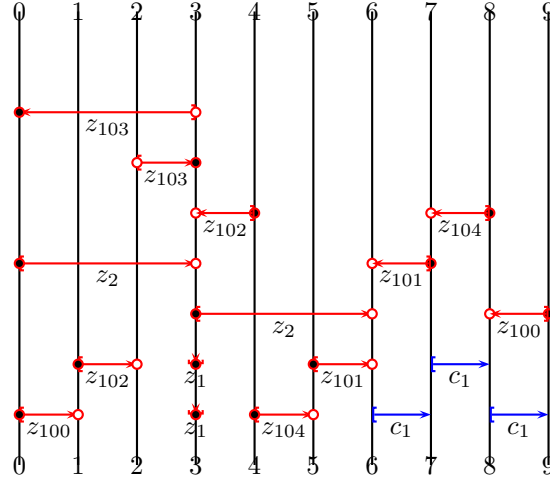 0 1 2 3 4 5 6 7 8 9
z₁₀₃
z₁₀₃
z₁₀₂ z₁₀₄
z₂ z₁₀₁
z₂ z₁₀₀
z₁₀₂ z₁ z₁₀₁ c₁
z₁₀₀ z₁ z₁₀₄ c₁ c₁
0 1 2 3 4 5 6 7 8 9